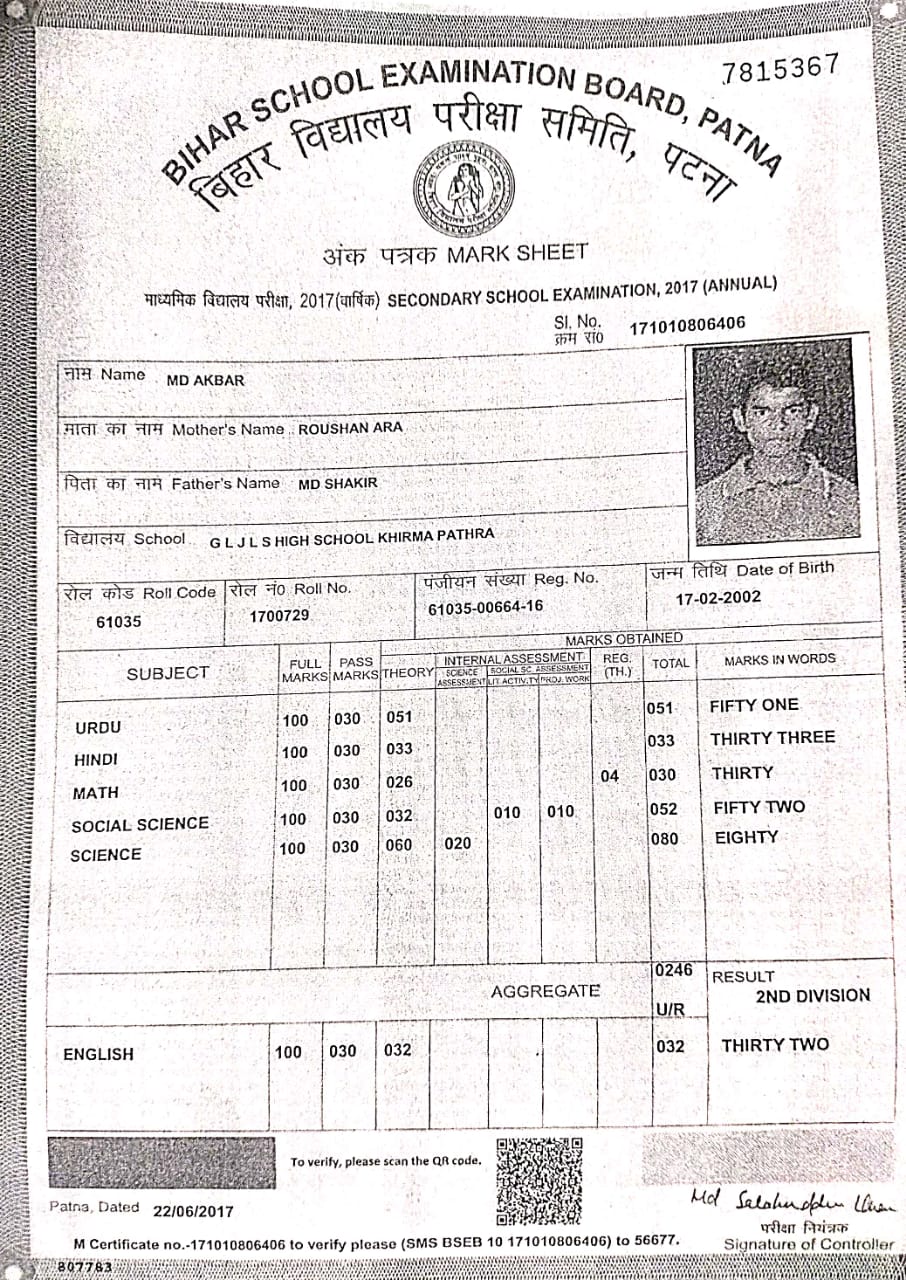 7815367
BIHAR SCHOOL EXAMINATION BOARD, PATNA
बिहार विद्यालय परीक्षा समिति, पटना
अंक पत्रक MARK SHEET
माध्यमिक विद्यालय परीक्षा, 2017(वार्षिक) SECONDARY SCHOOL EXAMINATION, 2017 (ANNUAL)
Sl. No. 171010806406
क्रम सं0
नाम Name MD AKBAR
माता का नाम Mother's Name ROUSHAN ARA
पिता का नाम Father's Name MD SHAKIR
विद्यालय School G L J L S HIGH SCHOOL KHIRMA PATHRA
रोल कोड Roll Code रोल नं0 Roll No. पंजीयन संख्या Reg. No. जन्म तिथि Date of Birth
61035 1700729 61035-00664-16 17-02-2002
MARKS OBTAINED
SUBJECT FULL MARKS PASS MARKS THEORY INTERNAL ASSESSMENT REG. (TH.) TOTAL MARKS IN WORDS
SCIENCE ASSESSMENT SOCIAL SC. ASSESSMENT LIT.ACTIV.TY PROJ. WORK
URDU 100 030 051 051 FIFTY ONE
HINDI 100 030 033 033 THIRTY THREE
MATH 100 030 026 04 030 THIRTY
SOCIAL SCIENCE 100 030 032 010 010 052 FIFTY TWO
SCIENCE 100 030 060 020 080 EIGHTY
AGGREGATE 0246 RESULT
U/R 2ND DIVISION
ENGLISH 100 030 032 032 THIRTY TWO
To verify, please scan the QR code.
Patna, Dated 22/06/2017
Md
परीक्षा नियंत्रक
Signature of Controller
M Certificate no.-171010806406 to verify please (SMS BSEB 10 171010806406) to 56677.
807783